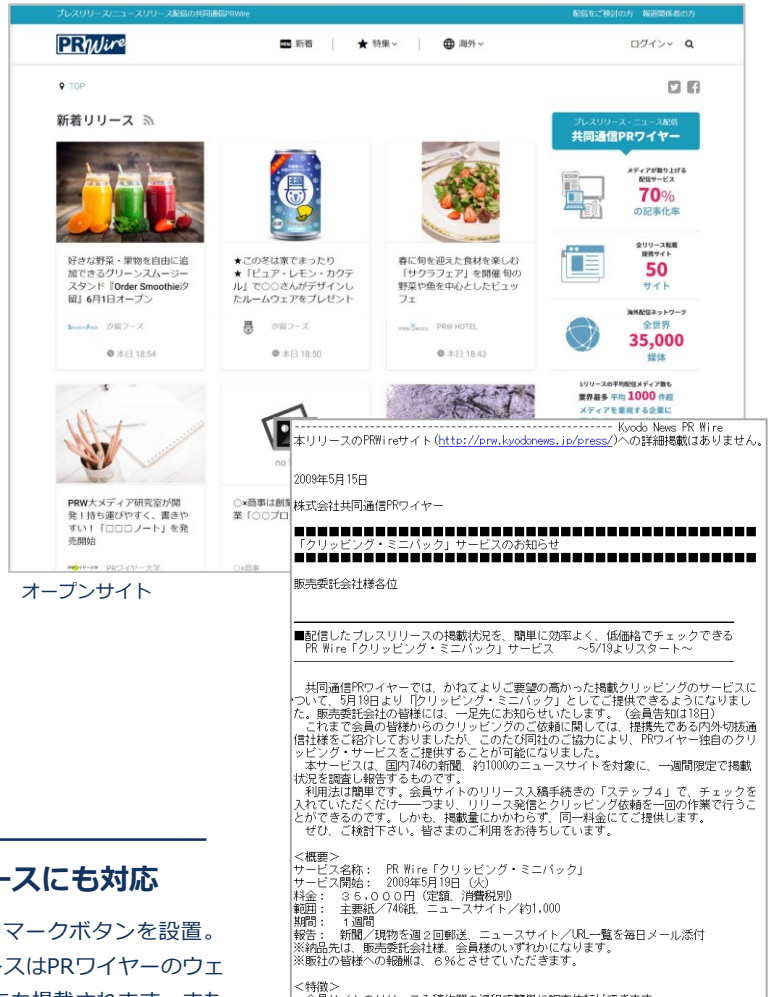 プレスリリース/ニュースリリース配信の共同通信PRWire
配信をご検討の方 報道関係者の方
PRWire
新着
特集
海外
ログイン
TOP
新着リリース
好きな野菜・果物を自由に追
加できるグリーンスムージー
スタンド『Order Smoothie汐
留』6月1日オープン
汐留フーズ
本日 18:54
★この冬は家でまったり
★「ピュア・レモン・カクテ
ル」で〇〇さんがデザインし
たルームウェアをプレゼント
汐留フーズ
本日 18:50
春に旬を迎えた食材を楽しむ
「サクラフェア」を開催 旬の
野菜や魚を中心としたビュッ
フェ
PRW HOTEL
本日 18:43
PRW大メディア研究室が開
発！持ち運びやすく、書きや
すい！「□□□ノート」を発
売開始
PRワイヤー大学
no
〇×商事は創業
業「〇〇プロ
〇×商事
プレスリリース・ニュース配信
共同通信PRワイヤー
メディアが取り上げる
配信サービス
70%
の記事化率
全リリース転載
提携サイト
50
サイト
海外配信ネットワーク
全世界
35,000
媒体
1リリースの平均配信メディア数も
業界最多 平均 1000 件超
メディアを重視する企業に
オープンサイト
------------------------------------------------------- Kyodo News PR Wire
本リリースのPRWireサイト(http://prw.kyodonews.jp/press/)への詳細掲載はありません。
2009年5月15日
株式会社共同通信PRワイヤー
■■■■■■■■■■■■■■■■■■■■■■■■■■■■■■■■■■■
「クリッピング・ミニパック」サービスのお知らせ
■■■■■■■■■■■■■■■■■■■■■■■■■■■■■■■■■■■
販売委託会社様各位
■配信したプレスリリースの掲載状況を、簡単に効率よく、低価格でチェックできる
PR Wire「クリッピング・ミニパック」サービス ～5/19よりスタート～
共同通信PRワイヤーでは、かねてよりご要望の高かった掲載クリッピングのサービスに
ついて、5月19日より「クリッピング・ミニパック」としてご提供できるようになりまし
た。販売委託会社の皆様には、一足先にお知らせいたします。（会員告知は18日）
これまで会員の皆様からのクリッピングのご依頼に関しては、提携先である内外切抜通
信社様をご紹介しておりましたが、このたび同社のご協力により、PRワイヤー独自のクリ
ッピング・サービスをご提供することが可能になりました。
本サービスは、国内746の新聞、約1000のニュースサイトを対象に、一週間限定で掲載
状況を調査し報告するものです。
利用法は簡単です。会員サイトのリリース入稿手続きの「ステップ４」で、チェックを
入れていただくだけ――つまり、リリース発信とクリッピング依頼を一回の作業で行うこ
とができるのです。しかも、掲載量にかかわらず、同一料金にてご提供します。
ぜひ、ご検討下さい。皆さまのご利用をお待ちしています。
＜概要＞
サービス名称： PR Wire「クリッピング・ミニパック」
サービス開始： 2009年5月19日（火）
料金： ３５，０００円（定額、消費税別）
範囲： 主要紙／746紙、ニュースサイト／約1,000
期間： １週間
報告： 新聞／現物を週２回郵送、ニュースサイト／URL一覧を毎日メール添付
※納品先は、販売委託会社様、会員様のいずれかになります。
※販社の皆様への報酬は、６％とさせていただきます。
＜特徴＞
ースにも対応
マークボタンを設置。
ースはPRワイヤーのウェ